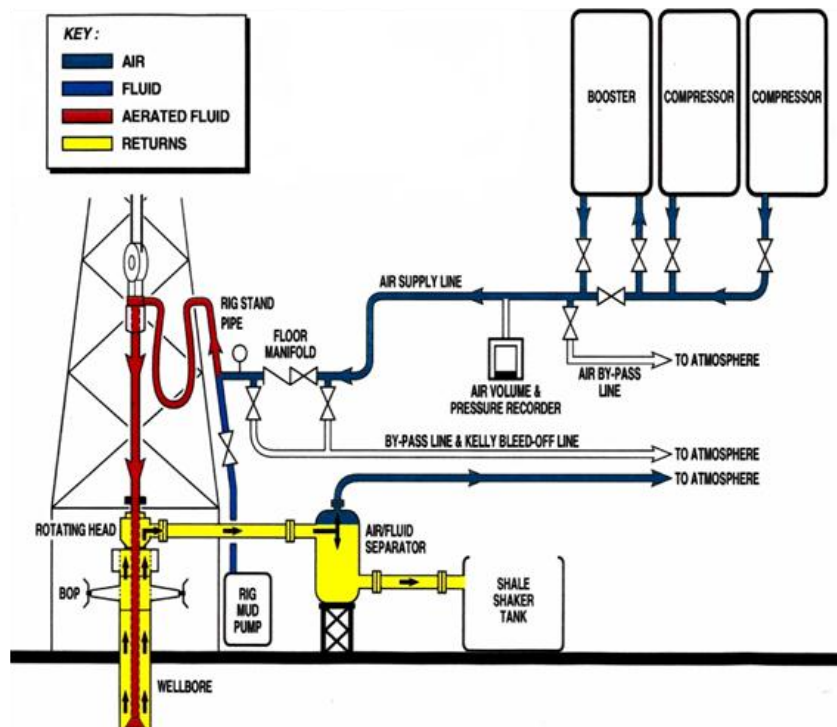 KEY :
AIR
FLUID
AERATED FLUID
RETURNS
BOOSTER
COMPRESSOR
COMPRESSOR
AIR SUPPLY LINE
RIG STAND
PIPE
FLOOR
MANIFOLD
AIR VOLUME &
PRESSURE RECORDER
AIR BY-PASS
LINE
TO ATMOSPHERE
BY-PASS LINE & KELLY BLEED-OFF LINE
TO ATMOSPHERE
TO ATMOSPHERE
ROTATING HEAD
AIR/FLUID
SEPARATOR
BOP
RIG
MUD
PUMP
SHALE
SHAKER
TANK
WELLBORE